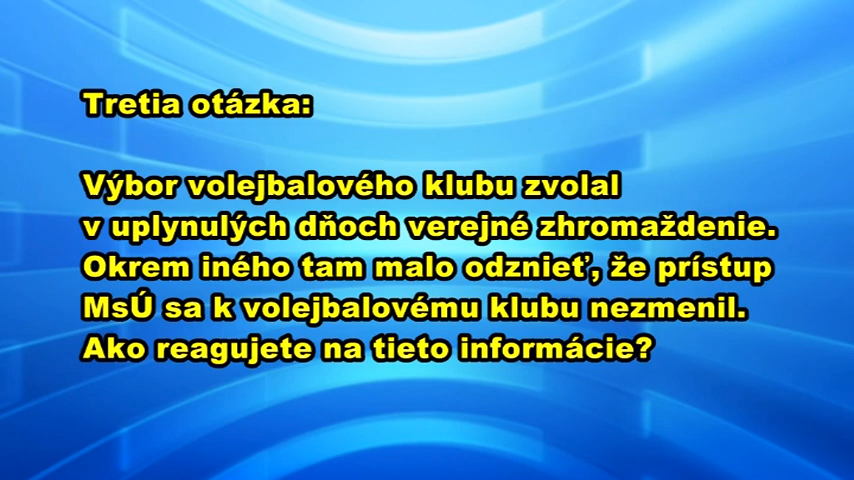 Tretia otázka:
Výbor volejbalového klubu zvolal
v uplynulých dňoch verejné zhromaždenie.
Okrem iného tam malo odznieť, že prístup
MsÚ sa k volejbalovému klubu nezmenil.
Ako reagujete na tieto informácie?